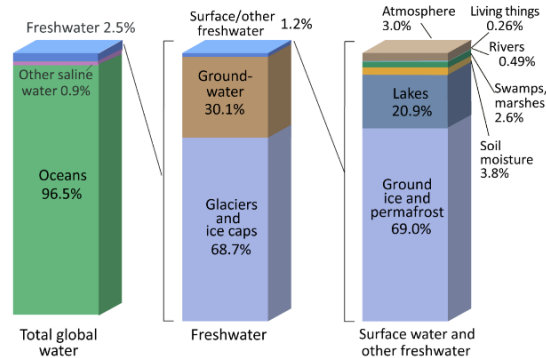 Freshwater 2.5%
Other saline
water 0.9%
Oceans
96.5%
Total global
water
Surface/other
freshwater
1.2%
Ground-
water
30.1%
Glaciers
and
ice caps
68.7%
Freshwater
Atmosphere
3.0%
Living things
0.26%
Rivers
0.49%
Swamps,
marshes
2.6%
Soil
moisture
3.8%
Lakes
20.9%
Ground
ice and
permafrost
69.0%
Surface water and
other freshwater